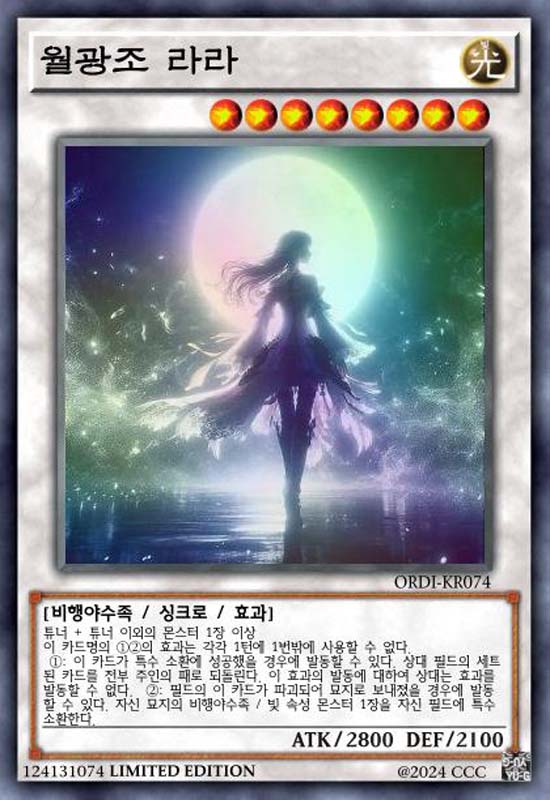 월광조 라라
빛
光
ORDI-KR074
[비행야수족 / 싱크로 / 효과]
튜너 + 튜너 이외의 몬스터 1장 이상
이 카드명의 ①②의 효과는 각각 1턴에 1번밖에 사용할 수 없다.
①: 이 카드가 특수 소환에 성공했을 경우에 발동할 수 있다. 상대 필드의 세트
된 카드를 전부 주인의 패로 되돌린다. 이 효과의 발동에 대하여 상대는 효과를
발동할 수 없다. ②: 필드의 이 카드가 파괴되어 묘지로 보내졌을 경우에 발동
할 수 있다. 자신 묘지의 비행야수족 / 빛 속성 몬스터 1장을 자신 필드에 특수
소환한다.
ATK/2800 DEF/2100
124131074 LIMITED EDITION
@2024 CCC